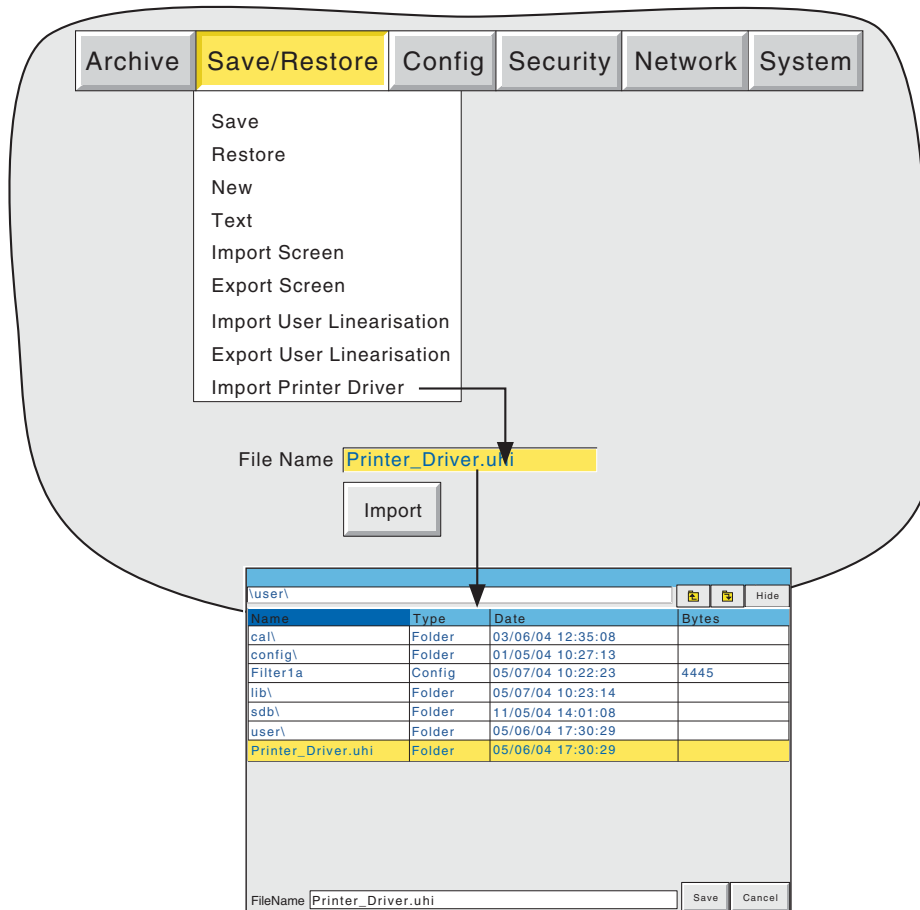 Archive Save/Restore Config Security Network System
Save
Restore
New
Text
Import Screen
Export Screen
Import User Linearisation
Export User Linearisation
Import Printer Driver
File Name Printer_Driver.uhi
Import
\user\ Hide
Name Type Date Bytes
cal\ Folder 03/06/04 12:35:08
config\ Folder 01/05/04 10:27:13
Filter1a Config 05/07/04 10:22:23 4445
lib\ Folder 05/07/04 10:23:14
sdb\ Folder 11/05/04 14:01:08
user\ Folder 05/06/04 17:30:29
Printer_Driver.uhi Folder 05/06/04 17:30:29
FileName Printer_Driver.uhi Save Cancel